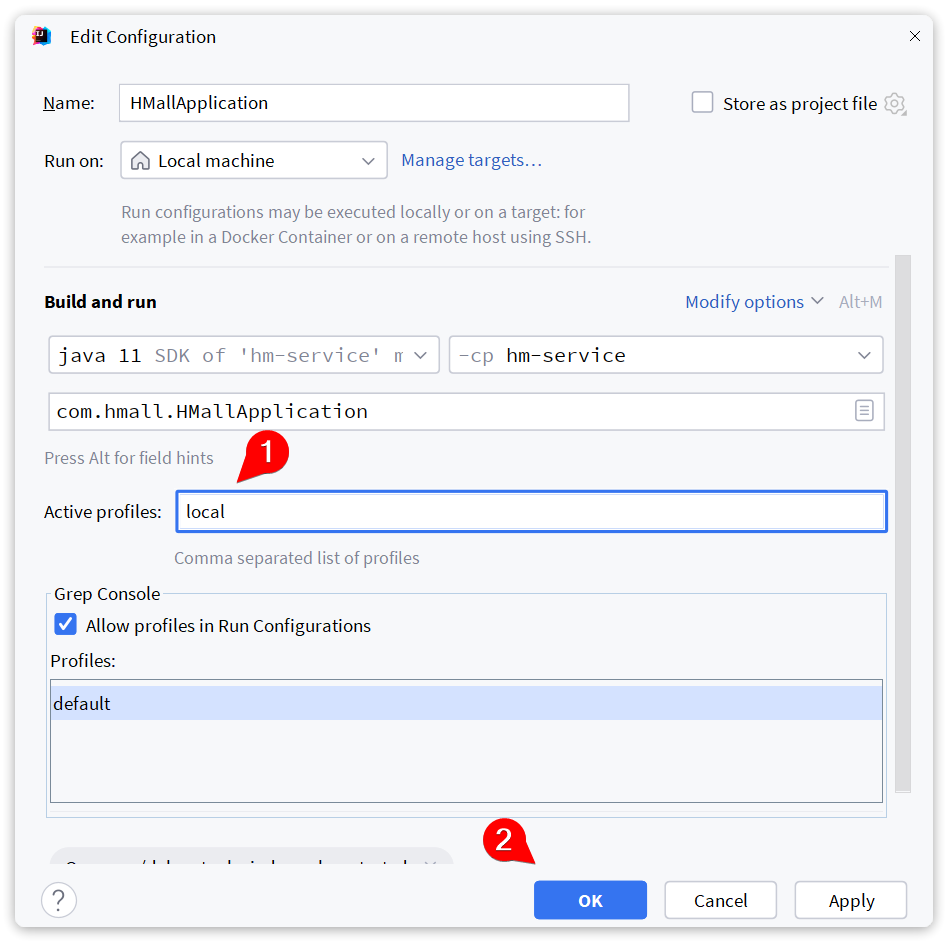 Edit Configuration
Name: HMallApplication Store as project file
Run on: Local machine Manage targets...
Run configurations may be executed locally or on a target: for
example in a Docker Container or on a remote host using SSH.
Build and run Modify options Alt+M
java 11 SDK of 'hm-service' m -cp hm-service
com.hmall.HMallApplication
Press Alt for field hints
1
Active profiles: local
Comma separated list of profiles
Grep Console
Allow profiles in Run Configurations
Profiles:
default
2
? OK Cancel Apply